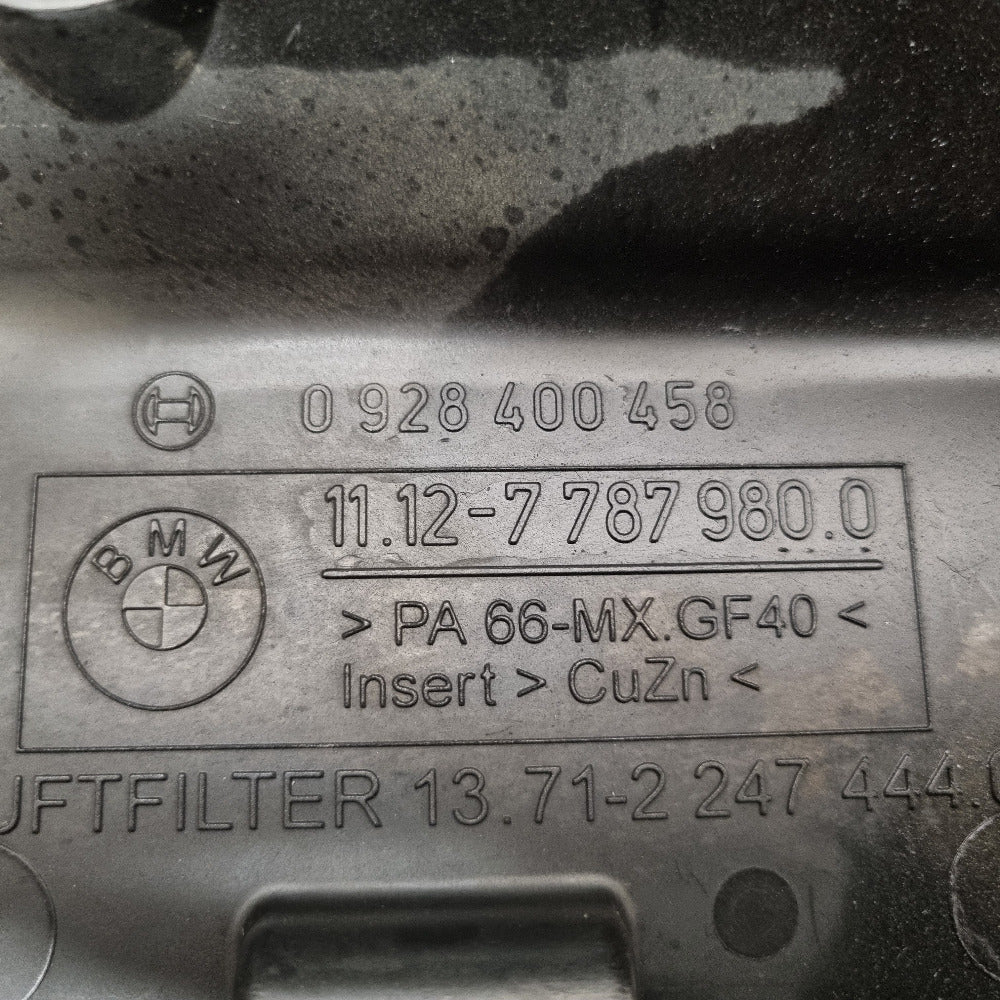 0 928 400 458
BMW
11.12-7 787 980.0
> PA 66-MX.GF40 <
Insert > CuZn <
UFTFILTER 13.71-2 247 444.